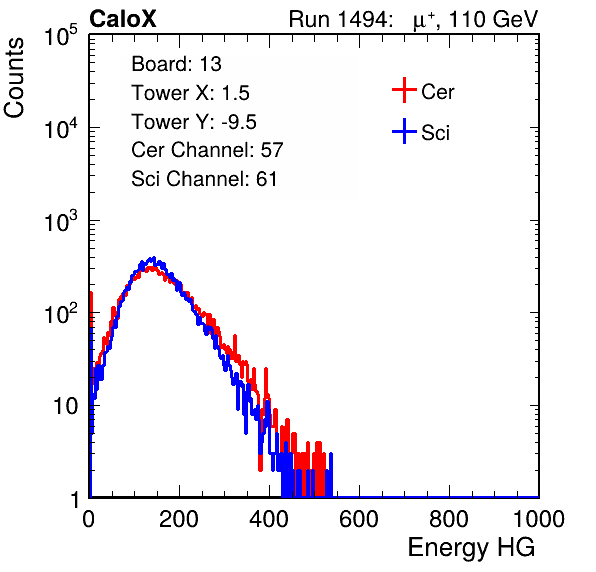 CaloX Run 1494: μ⁺, 110 GeV
Counts
Board: 13
Tower X: 1.5
Tower Y: -9.5
Cer Channel: 57
Sci Channel: 61
Cer
Sci
10⁵
10⁴
10³
10²
10
1
0 200 400 600 800 1000
Energy HG